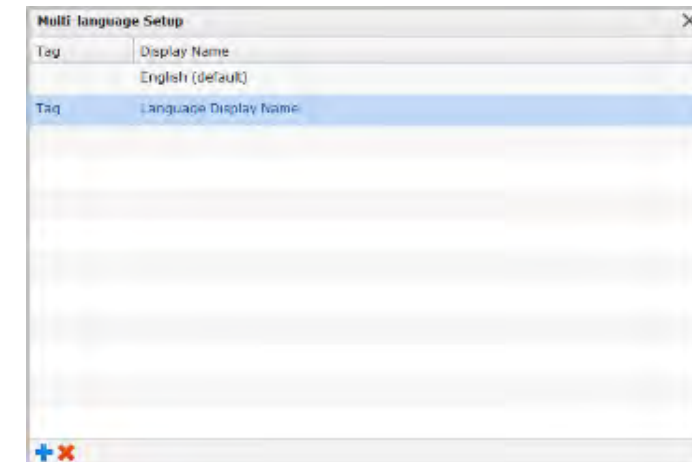 Multi-language Setup
Tag Display Name
English (default)
Tag Language Display Name